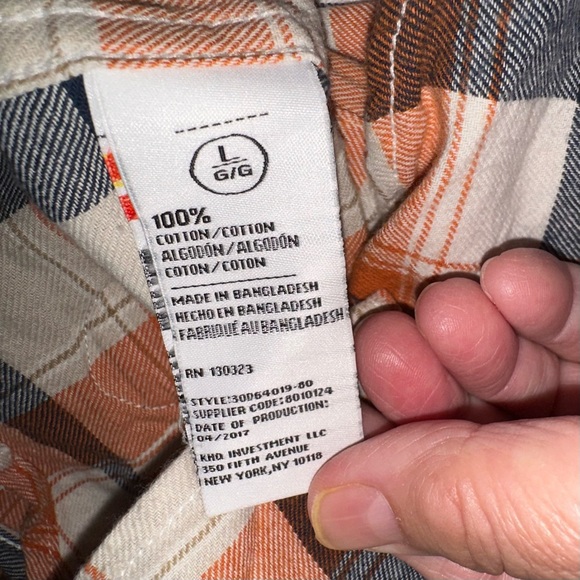 L
G/G
100%
COTTON/COTTON
ALGODÓN/ALGODÓN
COTON/COTON
MADE IN BANGLADESH
HECHO EN BANGLADESH
FABRIQUÉ AU BANGLADESH
RN 130323
STYLE:30D64019-80
SUPPLIER CODE:8010124
DATE OF PRODUCTION:
04/2017
KHQ INVESTMENT LLC
350 FIFTH AVENUE
NEW YORK,NY 10118